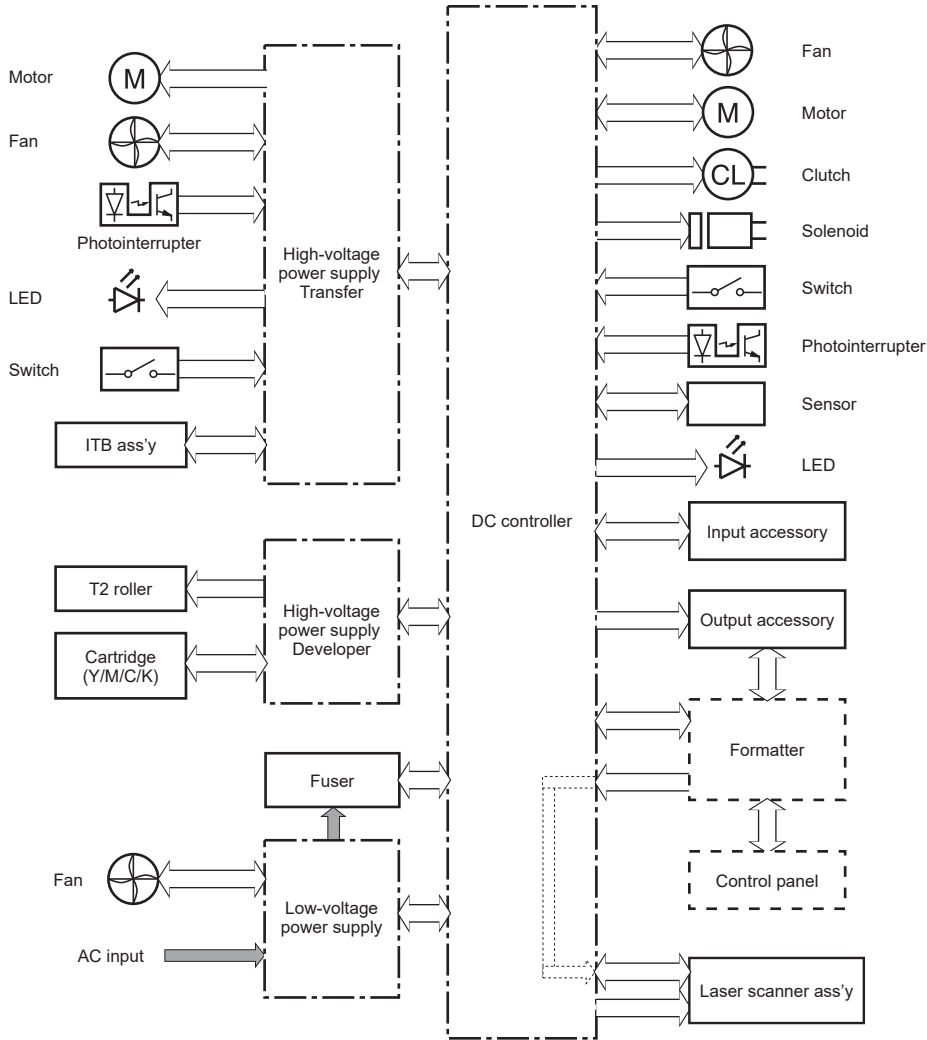 Motor
M
Fan
Photointerrupter
LED
Switch
ITB ass'y
High-voltage
power supply
Transfer
T2 roller
Cartridge
(Y/M/C/K)
High-voltage
power supply
Developer
Fuser
Fan
AC input
Low-voltage
power supply
DC controller
Fan
M
Motor
CL
Clutch
Solenoid
Switch
Photointerrupter
Sensor
LED
Input accessory
Output accessory
Formatter
Control panel
Laser scanner ass'y